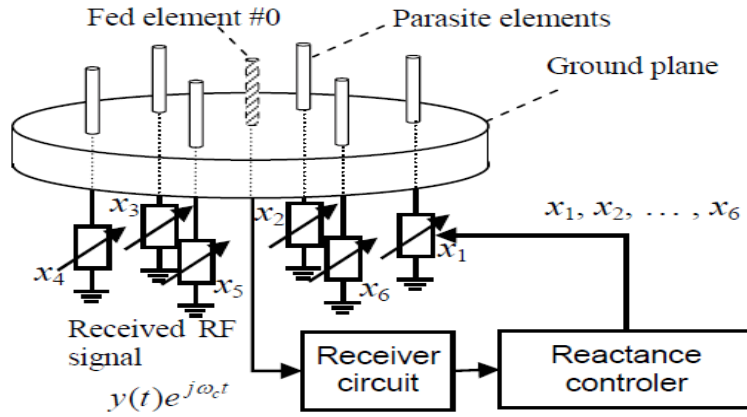 Fed element #0
Parasite elements
Ground plane
x3
x2
x1, x2, … , x6
x4
x5
x6
x1
Received RF
signal
y(t)e^{jω_c t}
Receiver
circuit
Reactance
controler